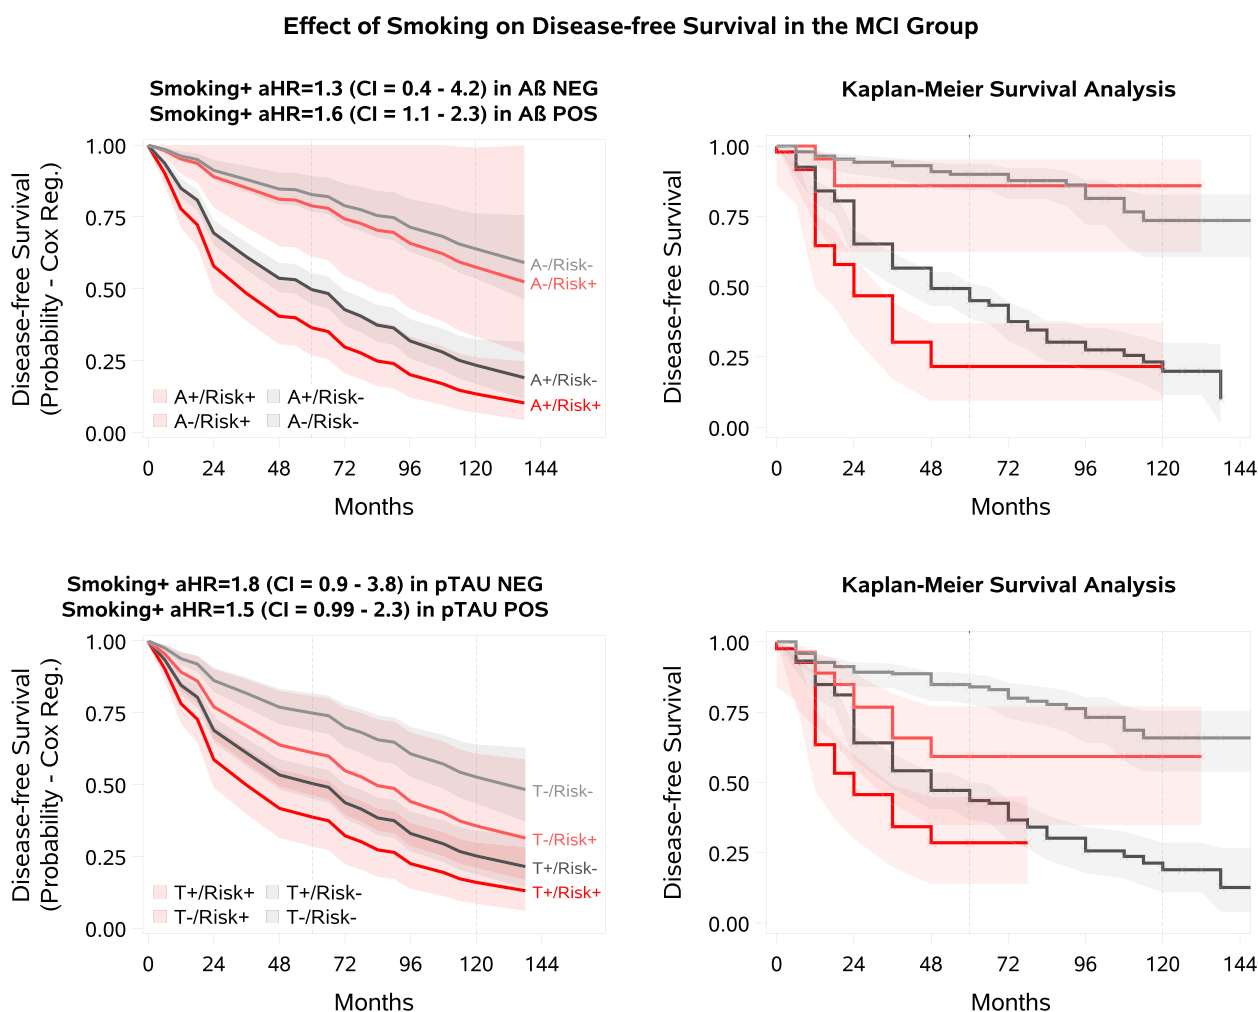 Effect of Smoking on Disease-free Survival in the MCI Group
Smoking+ aHR=1.3 (CI = 0.4 - 4.2) in Aß NEG
Smoking+ aHR=1.6 (CI = 1.1 - 2.3) in Aß POS
Disease-free Survival
(Probability - Cox Reg.)
1.00
0.75
0.50
0.25
0.00
A-/Risk-
A-/Risk+
A+/Risk-
A+/Risk+
A+/Risk+ A+/Risk-
A-/Risk+ A-/Risk-
0 24 48 72 96 120 144
Months
Kaplan-Meier Survival Analysis
Disease-free Survival
1.00
0.75
0.50
0.25
0.00
0 24 48 72 96 120 144
Months
Smoking+ aHR=1.8 (CI = 0.9 - 3.8) in pTAU NEG
Smoking+ aHR=1.5 (CI = 0.99 - 2.3) in pTAU POS
Disease-free Survival
(Probability - Cox Reg.)
1.00
0.75
0.50
0.25
0.00
T-/Risk-
T-/Risk+
T+/Risk-
T+/Risk+
T+/Risk+ T+/Risk-
T-/Risk+ T-/Risk-
0 24 48 72 96 120 144
Months
Kaplan-Meier Survival Analysis
Disease-free Survival
1.00
0.75
0.50
0.25
0.00
0 24 48 72 96 120 144
Months